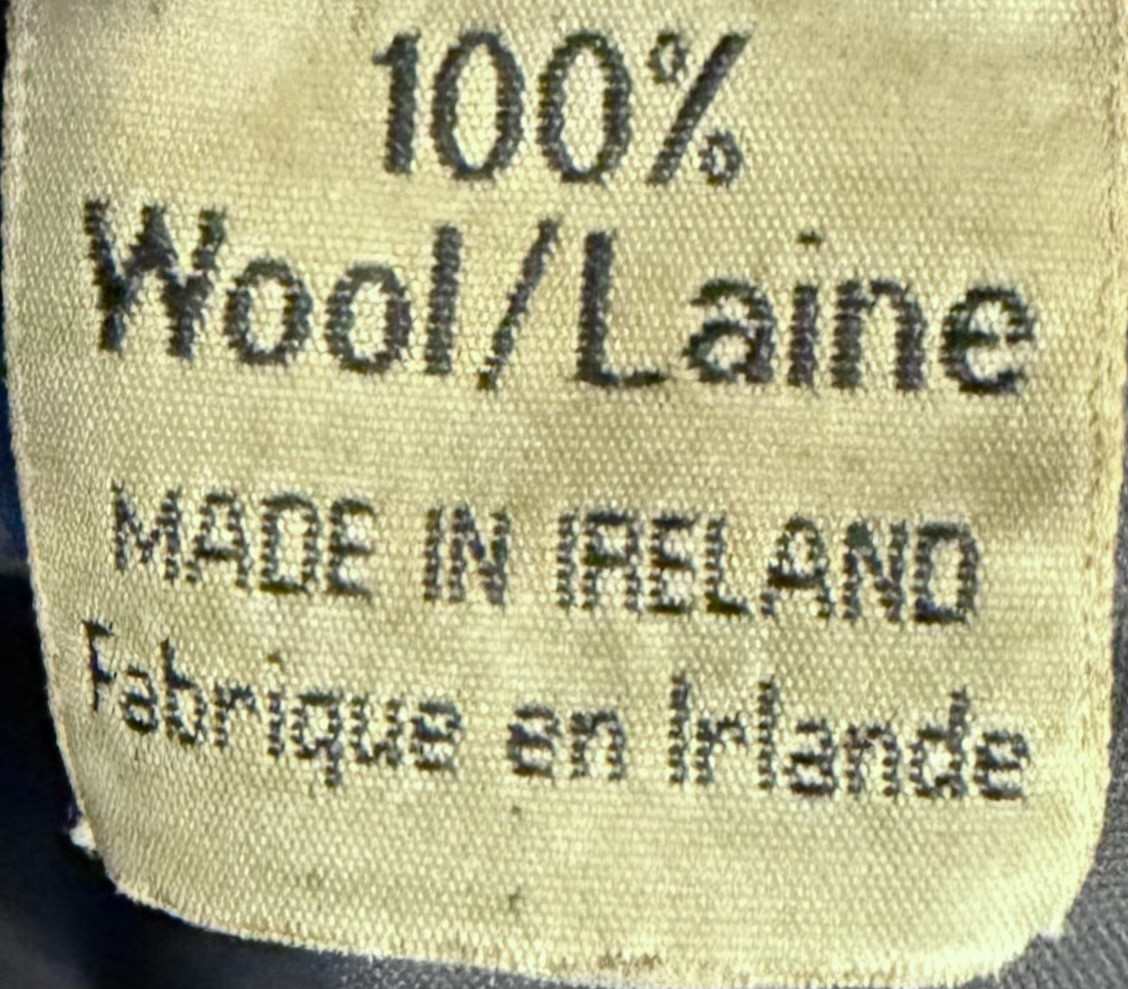 100%
Wool/Laine
MADE IN IRELAND
Fabrique en Irlande